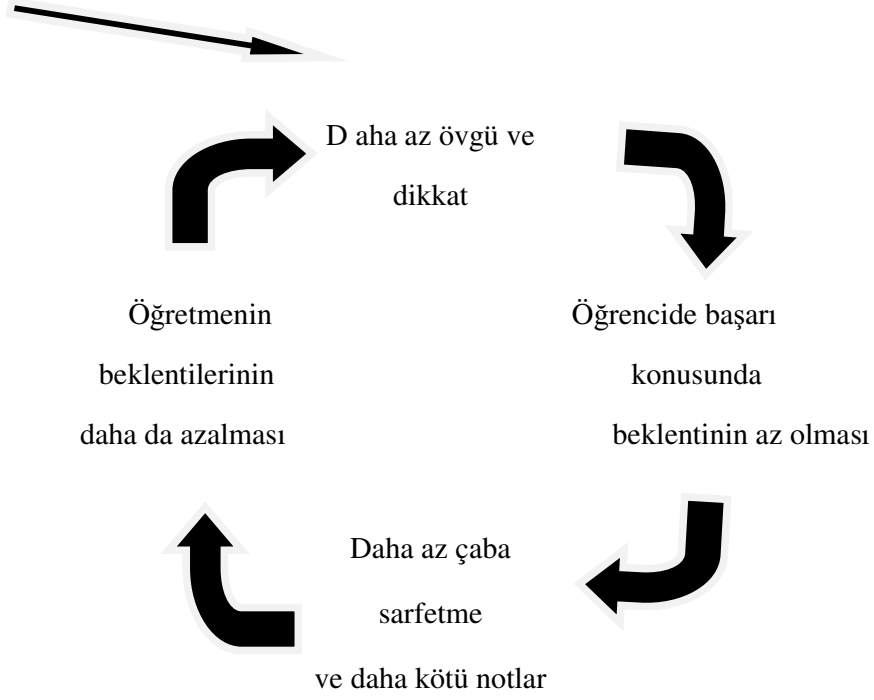 D aha az övgü ve
dikkat
Öğretmenin
beklentilerinin
daha da azalması
Öğrencide başarı
konusunda
beklentinin az olması
Daha az çaba
sarfetme
ve daha kötü notlar